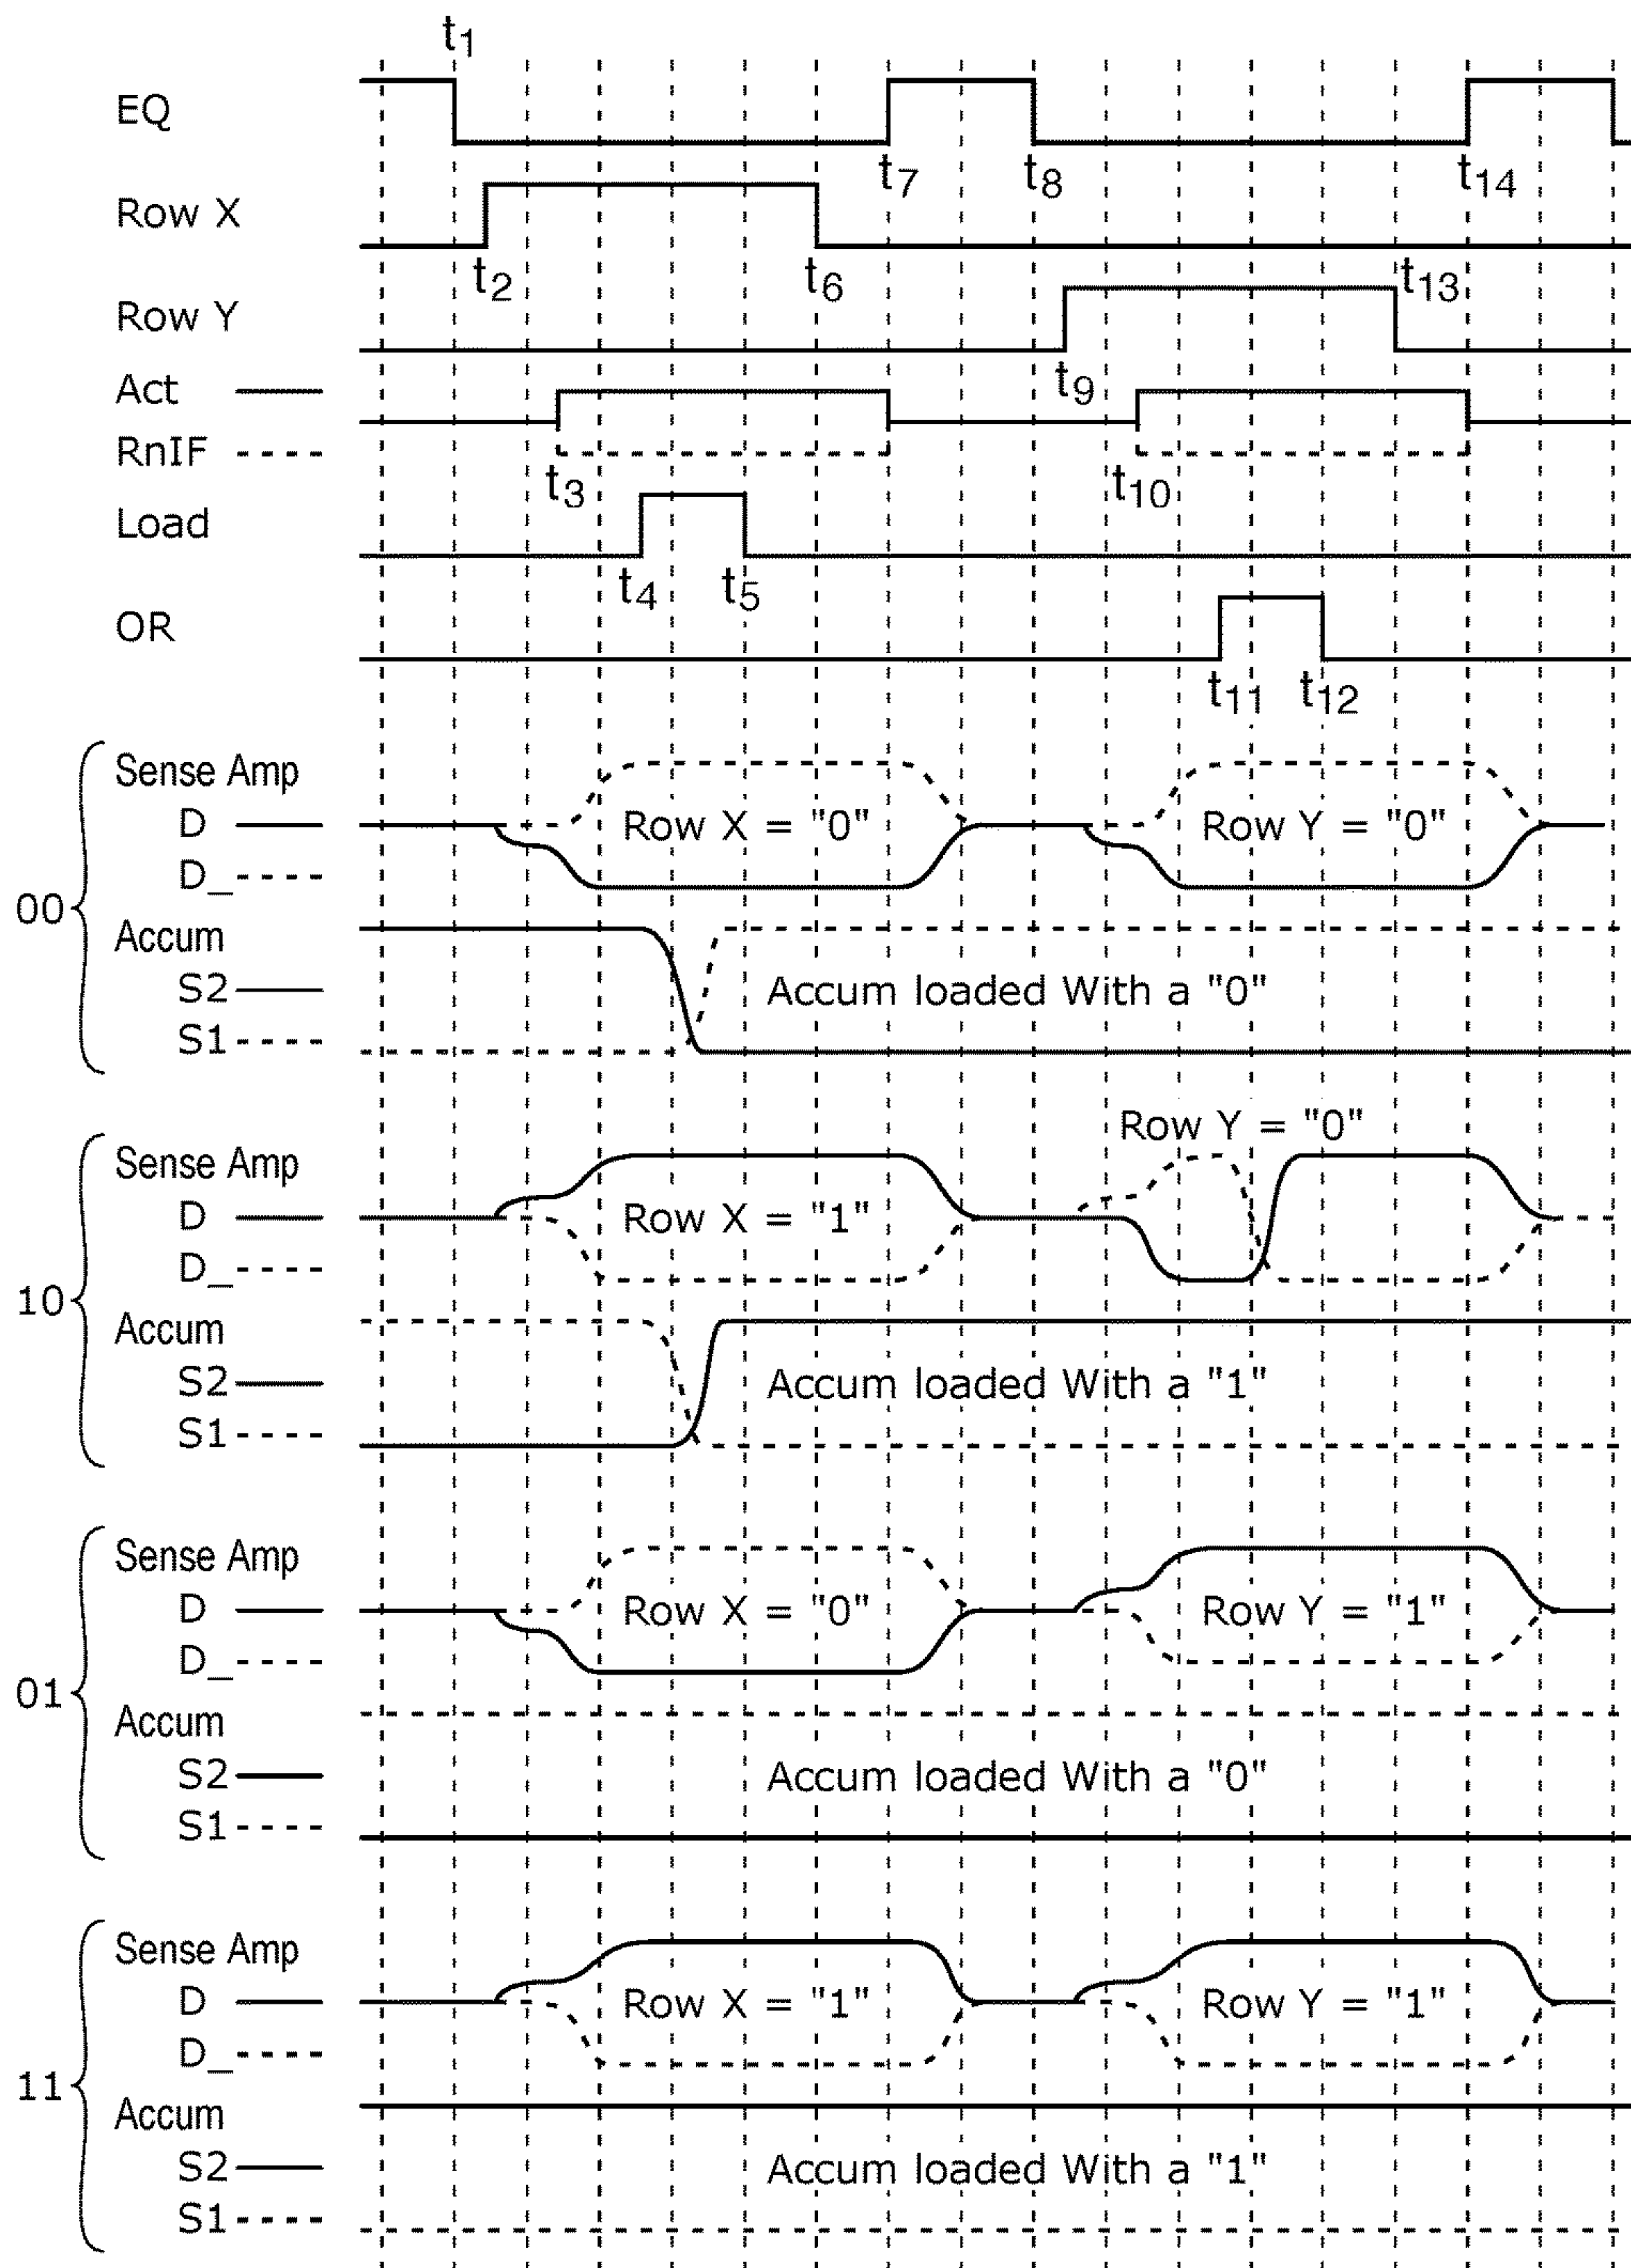 t1
EQ
t7 t8 t14
Row X
t2 t6 t13
Row Y
t9
Act
RnIF
t3 t10
Load
t4 t5
OR
t11 t12
00
Sense Amp
D Row X = "0" Row Y = "0"
D_
Accum
S2 Accum loaded With a "0"
S1
10
Row Y = "0"
Sense Amp
D Row X = "1"
D_
Accum
S2 Accum loaded With a "1"
S1
01
Sense Amp
D Row X = "0" Row Y = "1"
D_
Accum
S2 Accum loaded With a "0"
S1
11
Sense Amp
D Row X = "1" Row Y = "1"
D_
Accum
S2 Accum loaded With a "1"
S1